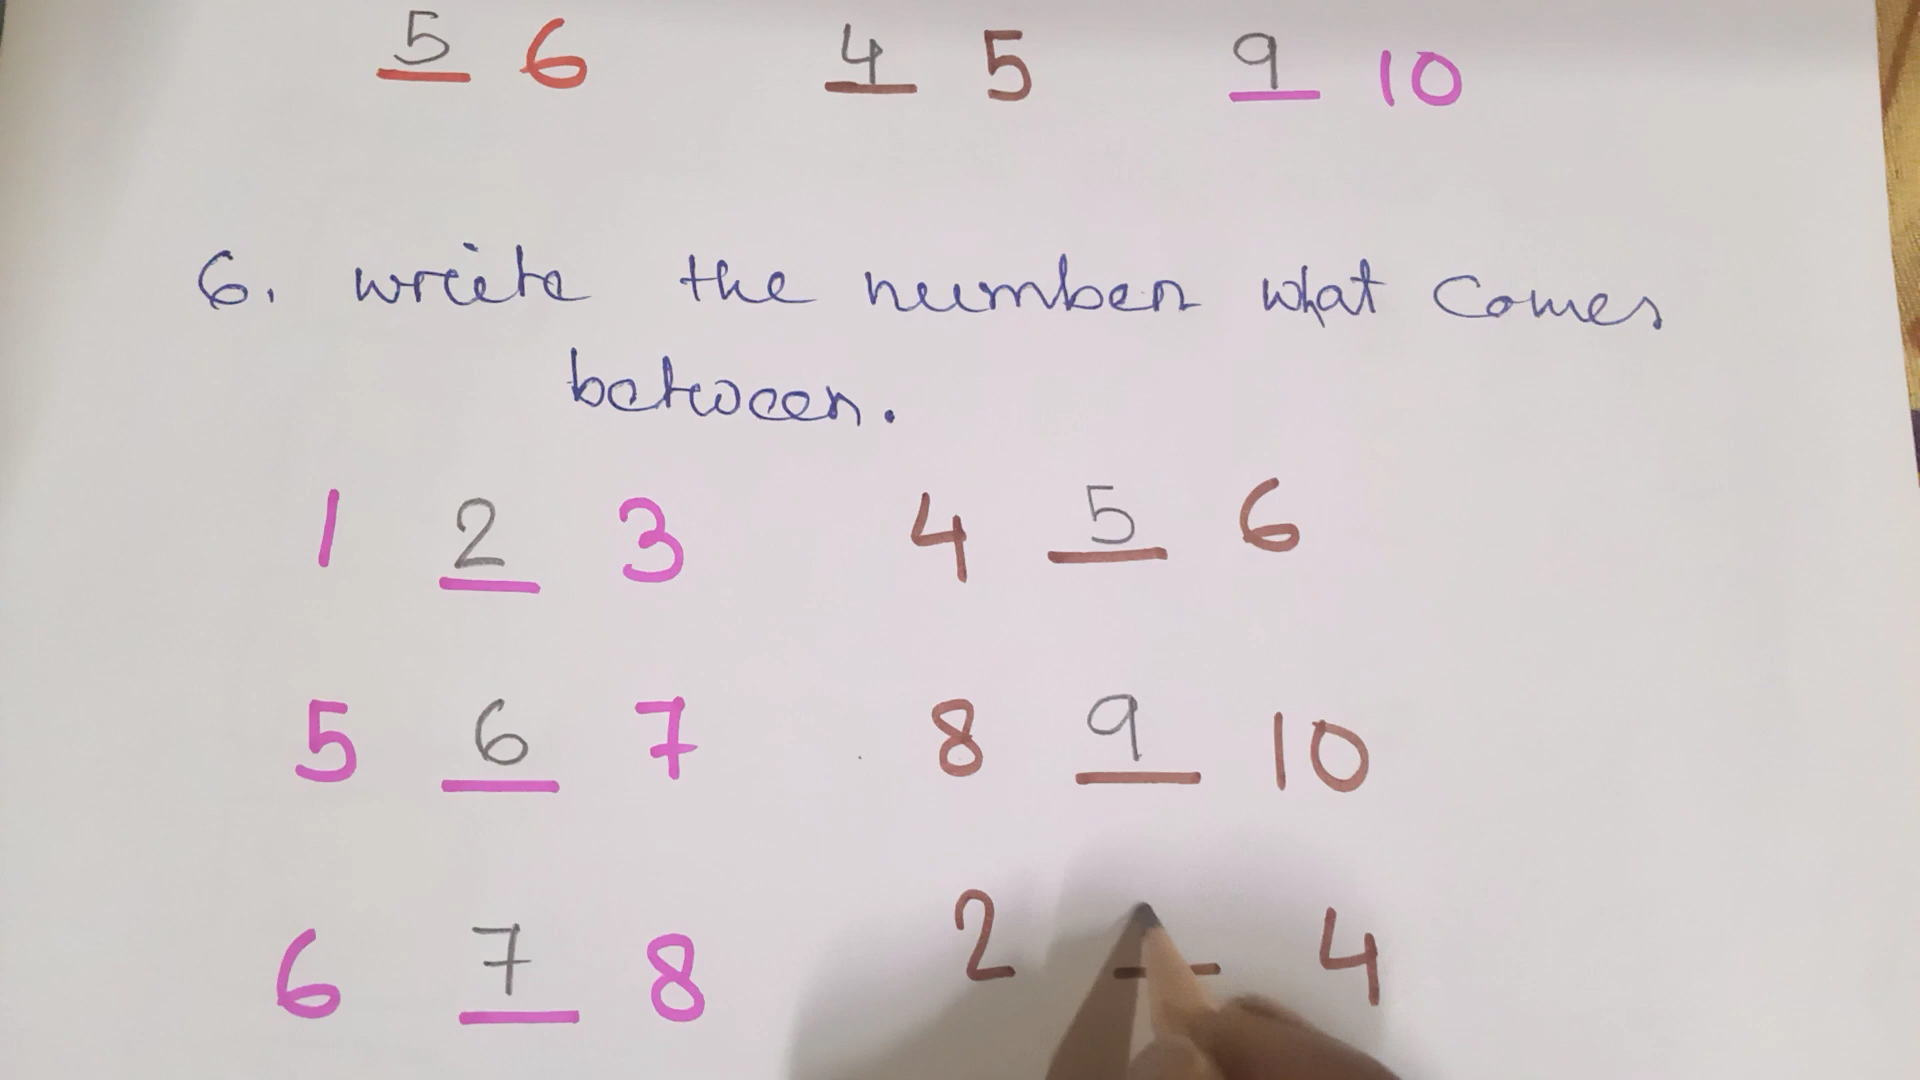 5 6 4 5 9 10
6. write the number what comes
between.
1 2 3 4 5 6
5 6 7 8 9 10
6 7 8 2 _ 4